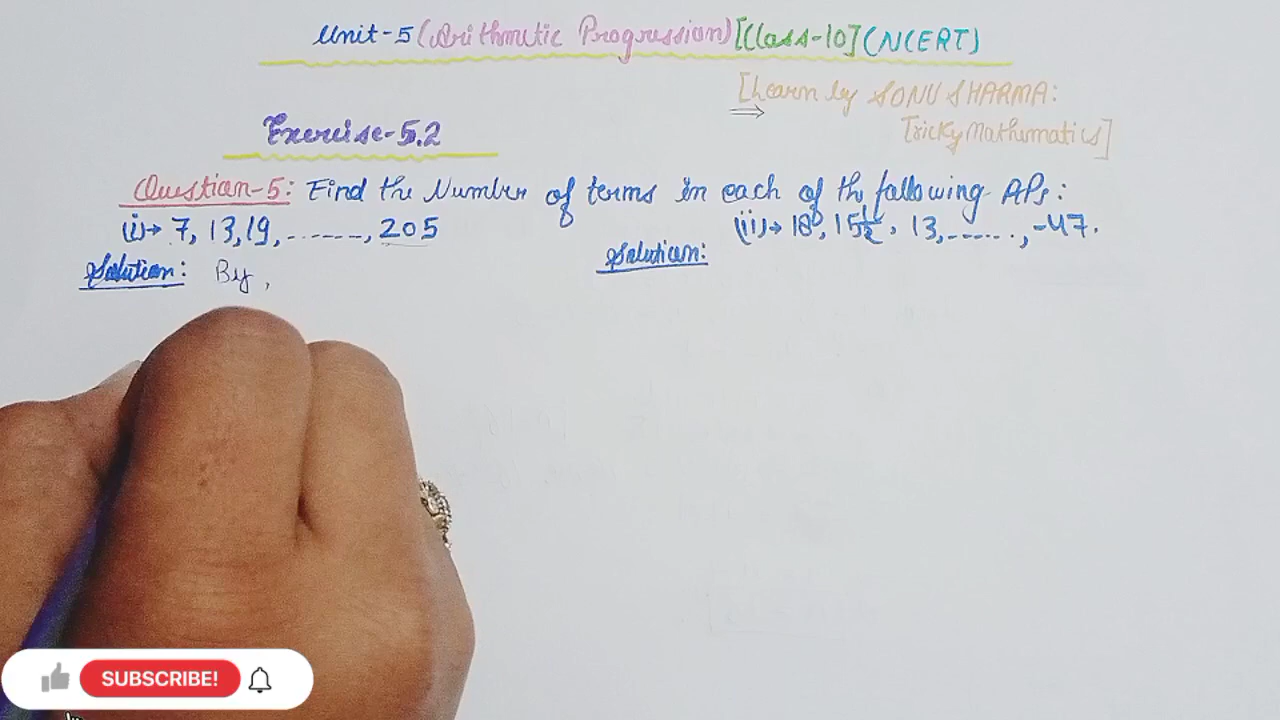 Unit-5 (Arithmetic Progression) [Class-10] (NCERT)
⇒ [Learn by SONU SHARMA:
Tricky Mathematics]
Exercise-5.2
Question-5: Find the Number of terms in each of the following APs:
(i)→ 7, 13, 19, -------, 205
(ii)→ 18, 15½, 13, ------, -47.
Solution: By,
Solution:
SUBSCRIBE!